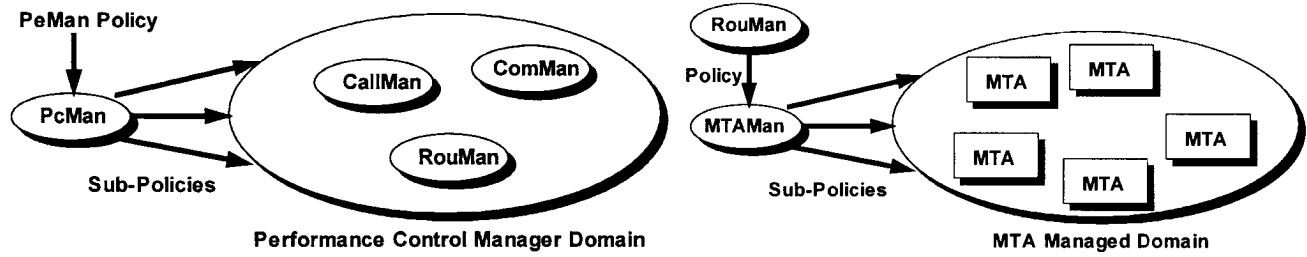 PeMan Policy
PcMan
Sub-Policies
CallMan
ComMan
RouMan
Performance Control Manager Domain
RouMan
Policy
MTAMan
Sub-Policies
MTA
MTA
MTA
MTA
MTA
MTA Managed Domain